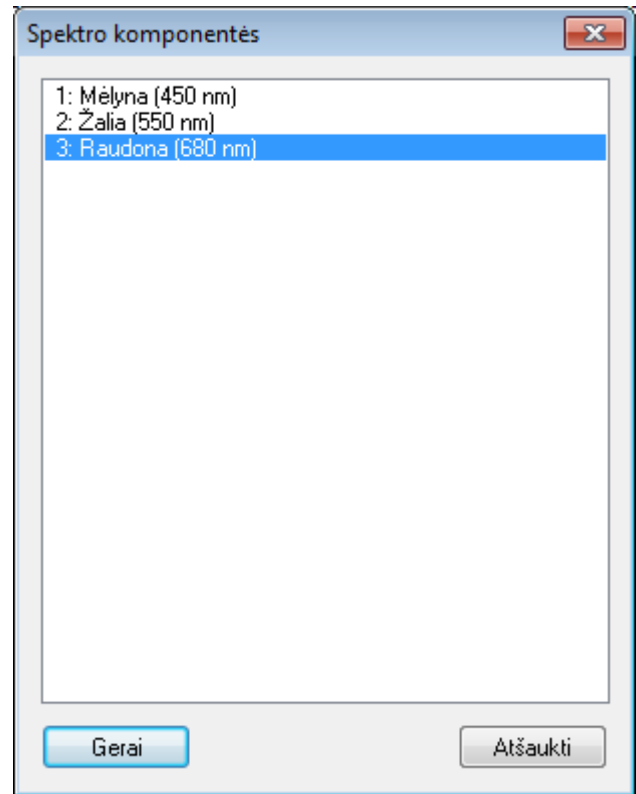 Spektro komponentės
1: Mėlyna (450 nm)
2: Žalia (550 nm)
3: Raudona (680 nm)
Gerai Atšaukti